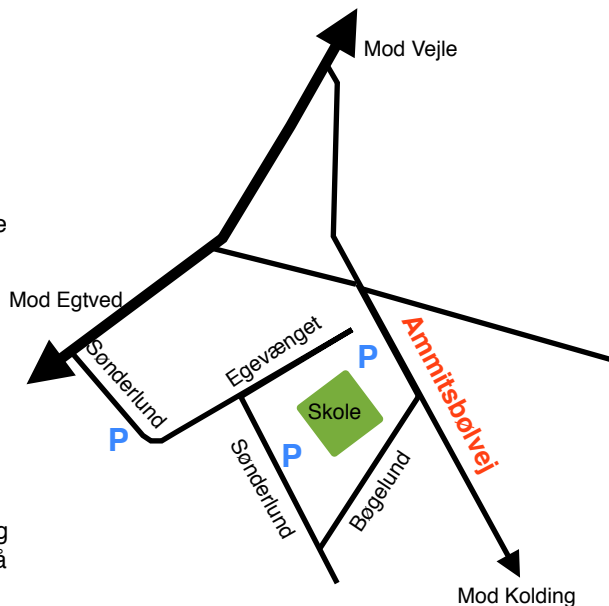 Mod Vejle
e
Mod Egtved
Sønderlund
Egevænget
P
Ammitsbølvej
Skole
P
P
Sønderlund
Bøgelund
g
å
Mod Kolding